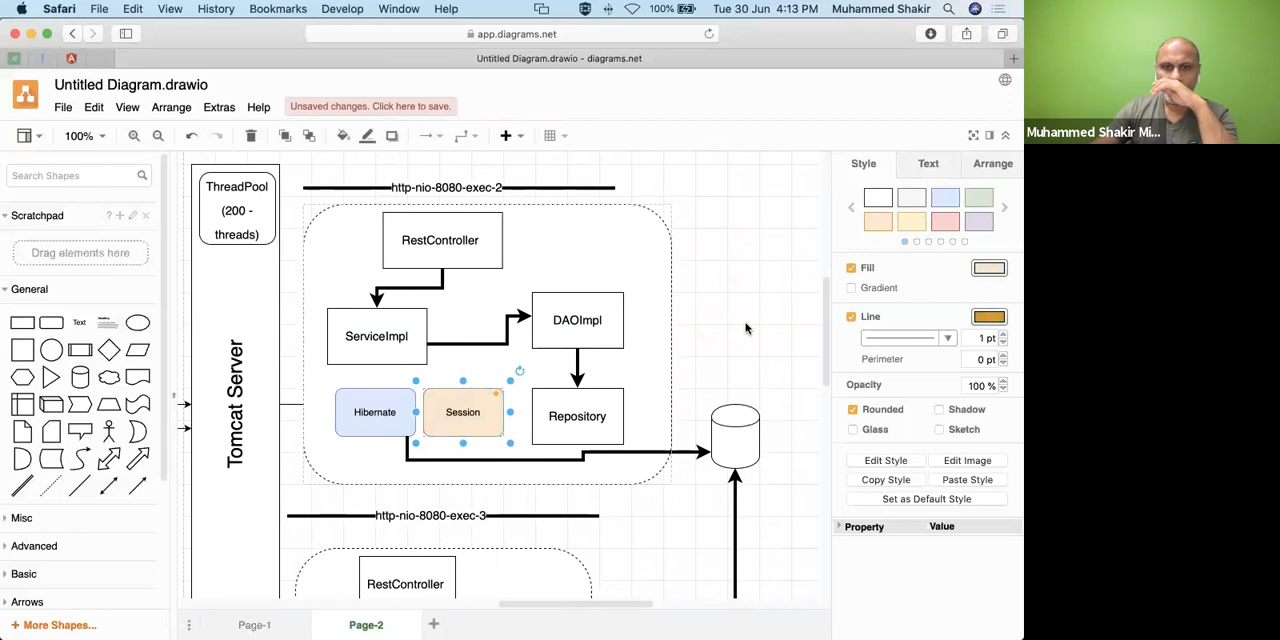 Safari File Edit View History Bookmarks Develop Window Help 100% Tue 30 Jun 4:13 PM Muhammed Shakir
app.diagrams.net
Untitled Diagram.drawio - diagrams.net
Untitled Diagram.drawio
File Edit View Arrange Extras Help
Unsaved changes. Click here to save.
100%
Search Shapes
Scratchpad
Drag elements here
General
Text
Heading
Misc
Advanced
Basic
Arrows
+ More Shapes...
ThreadPool
(200 -
threads)
Tomcat Server
http-nio-8080-exec-2
RestController
ServiceImpl
DAOImpl
Hibernate
Session
Repository
http-nio-8080-exec-3
RestController
Page-1
Page-2
Style Text Arrange
Fill
Gradient
Line
1 pt
Perimeter
0 pt
Opacity
100 %
Rounded
Shadow
Glass
Sketch
Edit Style
Edit Image
Copy Style
Paste Style
Set as Default Style
Property Value
Muhammed Shakir Mi...